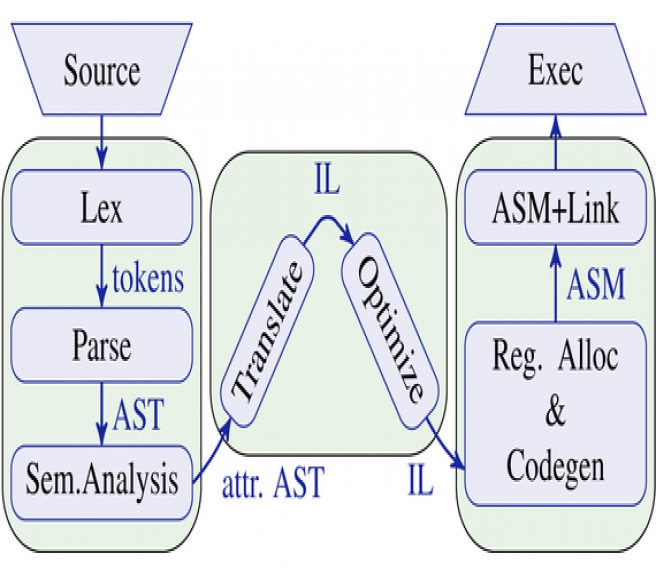 Source
Lex
tokens
Parse
AST
Sem.Analysis
attr. AST
Translate
IL
Optimize
IL
Reg. Alloc
&
Codegen
ASM
ASM+Link
Exec